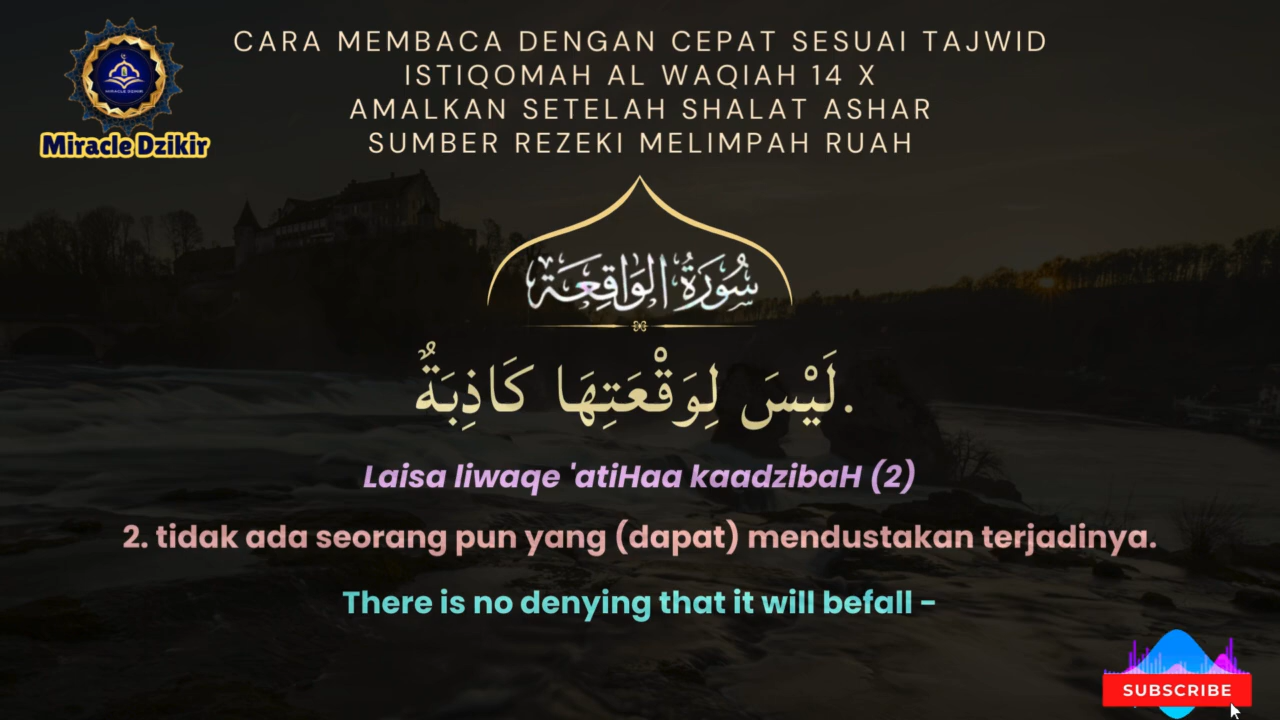 CARA MEMBACA DENGAN CEPAT SESUAI TAJWID
ISTIQOMAH AL WAQIAH 14 X
AMALKAN SETELAH SHALAT ASHAR
SUMBER REZEKI MELIMPAH RUAH
MIRACLE DZIKIR
Miracle Dzikir
سُورَةُ الوَاقِعَة
لَيْسَ لِوَقْعَتِهَا كَاذِبَةٌ.
Laisa liwaqe 'atiHaa kaadzibaH (2)
2. tidak ada seorang pun yang (dapat) mendustakan terjadinya.
There is no denying that it will befall -
SUBSCRIBE